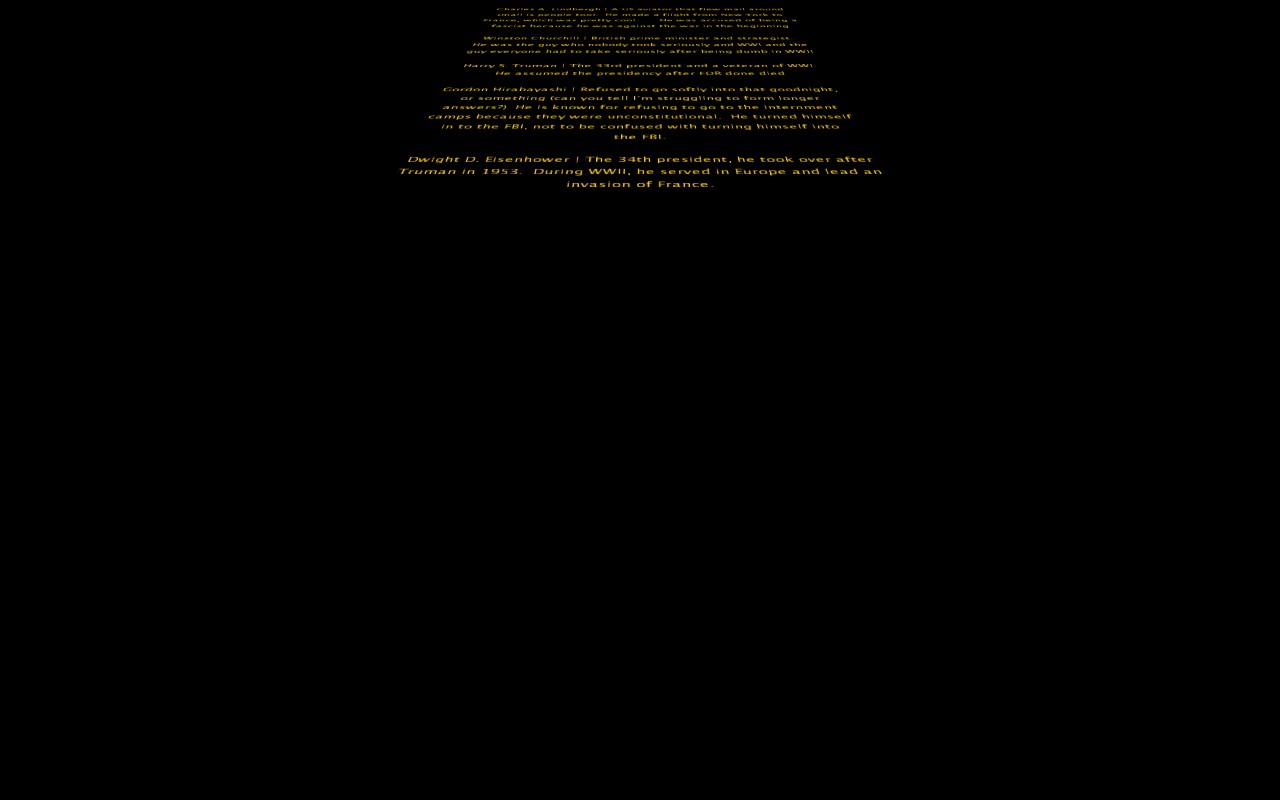 Charles A. Lindbergh | A US aviator that flew mail around
(mail is people too). He made a flight from New York to
France, which was pretty cool. He was accused of being a
fascist because he was against the war in the beginning
Winston Churchill | British prime minister and strategist.
He was the guy who nobody took seriously and WWI and the
guy everyone had to take seriously after being dumb in WWI!
Harry S. Truman | The 33rd president and a veteran of WWI.
He assumed the presidency after FDR done died
Gordon Hirabayashi | Refused to go softly into that goodnight,
or something (can you tell I'm struggling to form longer
answers?) He is known for refusing to go to the internment
camps because they were unconstitutional. He turned himself
in to the FBI, not to be confused with turning himself into
the FBI.
Dwight D. Eisenhower | The 34th president, he took over after
Truman in 1953. During WWII, he served in Europe and lead an
invasion of France.